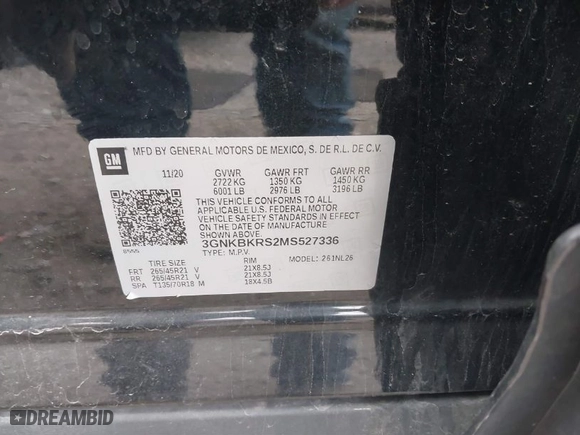 GM
MFD BY GENERAL MOTORS DE MEXICO, S. DE R.L. DE C.V.
11/20 GVWR GAWR FRT GAWR RR
2722 KG 1350 KG 1450 KG
6001 LB 2976 LB 3196 LB
THIS VEHICLE CONFORMS TO ALL
APPLICABLE U.S. FEDERAL MOTOR
VEHICLE SAFETY STANDARDS IN EFFECT
ON THE DATE OF MANUFACTURE
3GNKBKRS2MS527336
TYPE: M.P.V. MODEL: 261NL26
TIRE SIZE RIM
FRT 265/45R21 V 21X8.5J
RR 265/45R21 V 21X8.5J
SPA T135/70R18 M 18X4.5B
DREAMBID